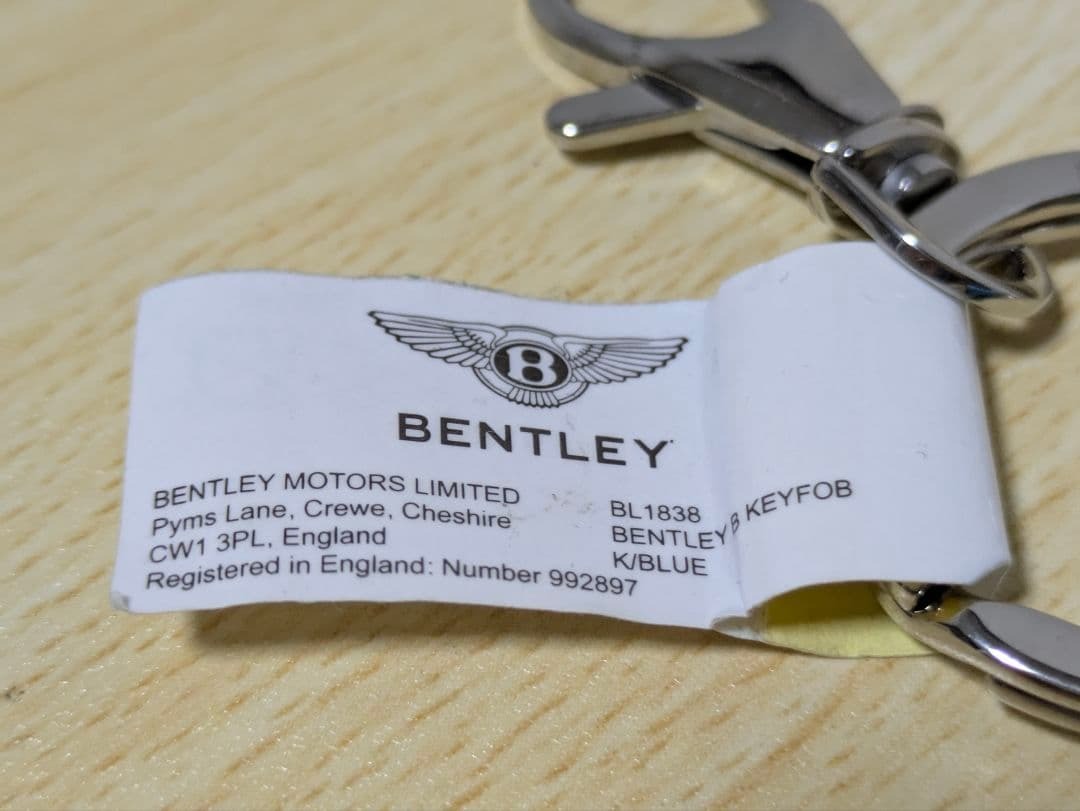 B
BENTLEY
BENTLEY MOTORS LIMITED
Pyms Lane, Crewe, Cheshire
CW1 3PL, England
Registered in England: Number 992897
BL1838
BENTLEY B KEYFOB
K/BLUE